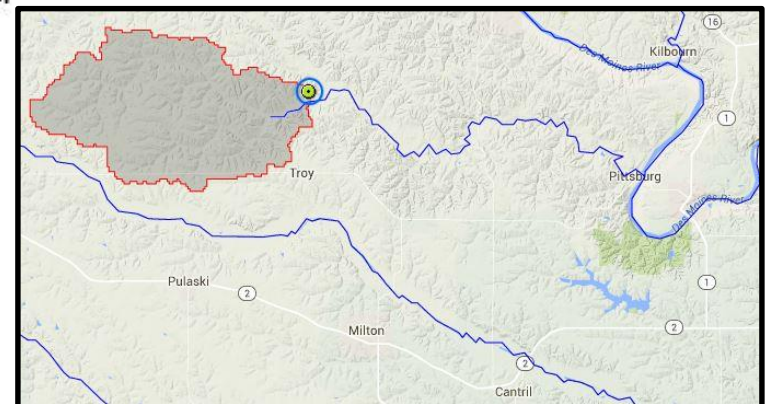 16
Des Moines River
Kilbourn
1
Troy
Pittsburg
Des Moines River
Pulaski
2
1
Milton
2
2
Cantril